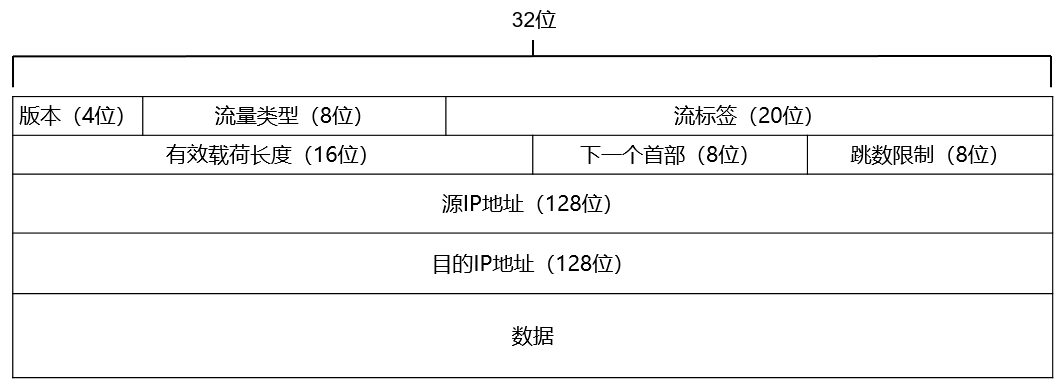 32位
版本（4位） 流量类型（8位） 流标签（20位）
有效载荷长度（16位） 下一个首部（8位） 跳数限制（8位）
源IP地址（128位）
目的IP地址（128位）
数据